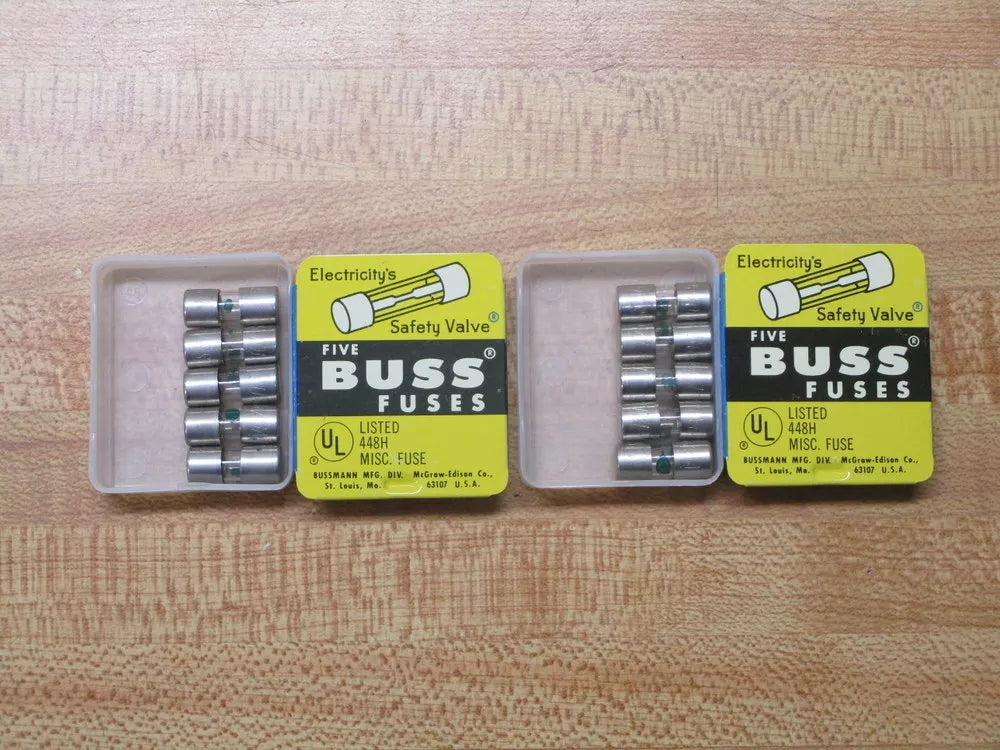 Electricity's
Safety Valve®
FIVE
BUSS®
FUSES
UL® LISTED
448H
MISC. FUSE
BUSSMANN MFG. DIV. McGraw-Edison Co.,
St. Louis, Mo. 63107 U.S.A.
Electricity's
Safety Valve®
FIVE
BUSS®
FUSES
UL® LISTED
448H
MISC. FUSE
BUSSMANN MFG. DIV. McGraw-Edison Co.,
St. Louis, Mo. 63107 U.S.A.